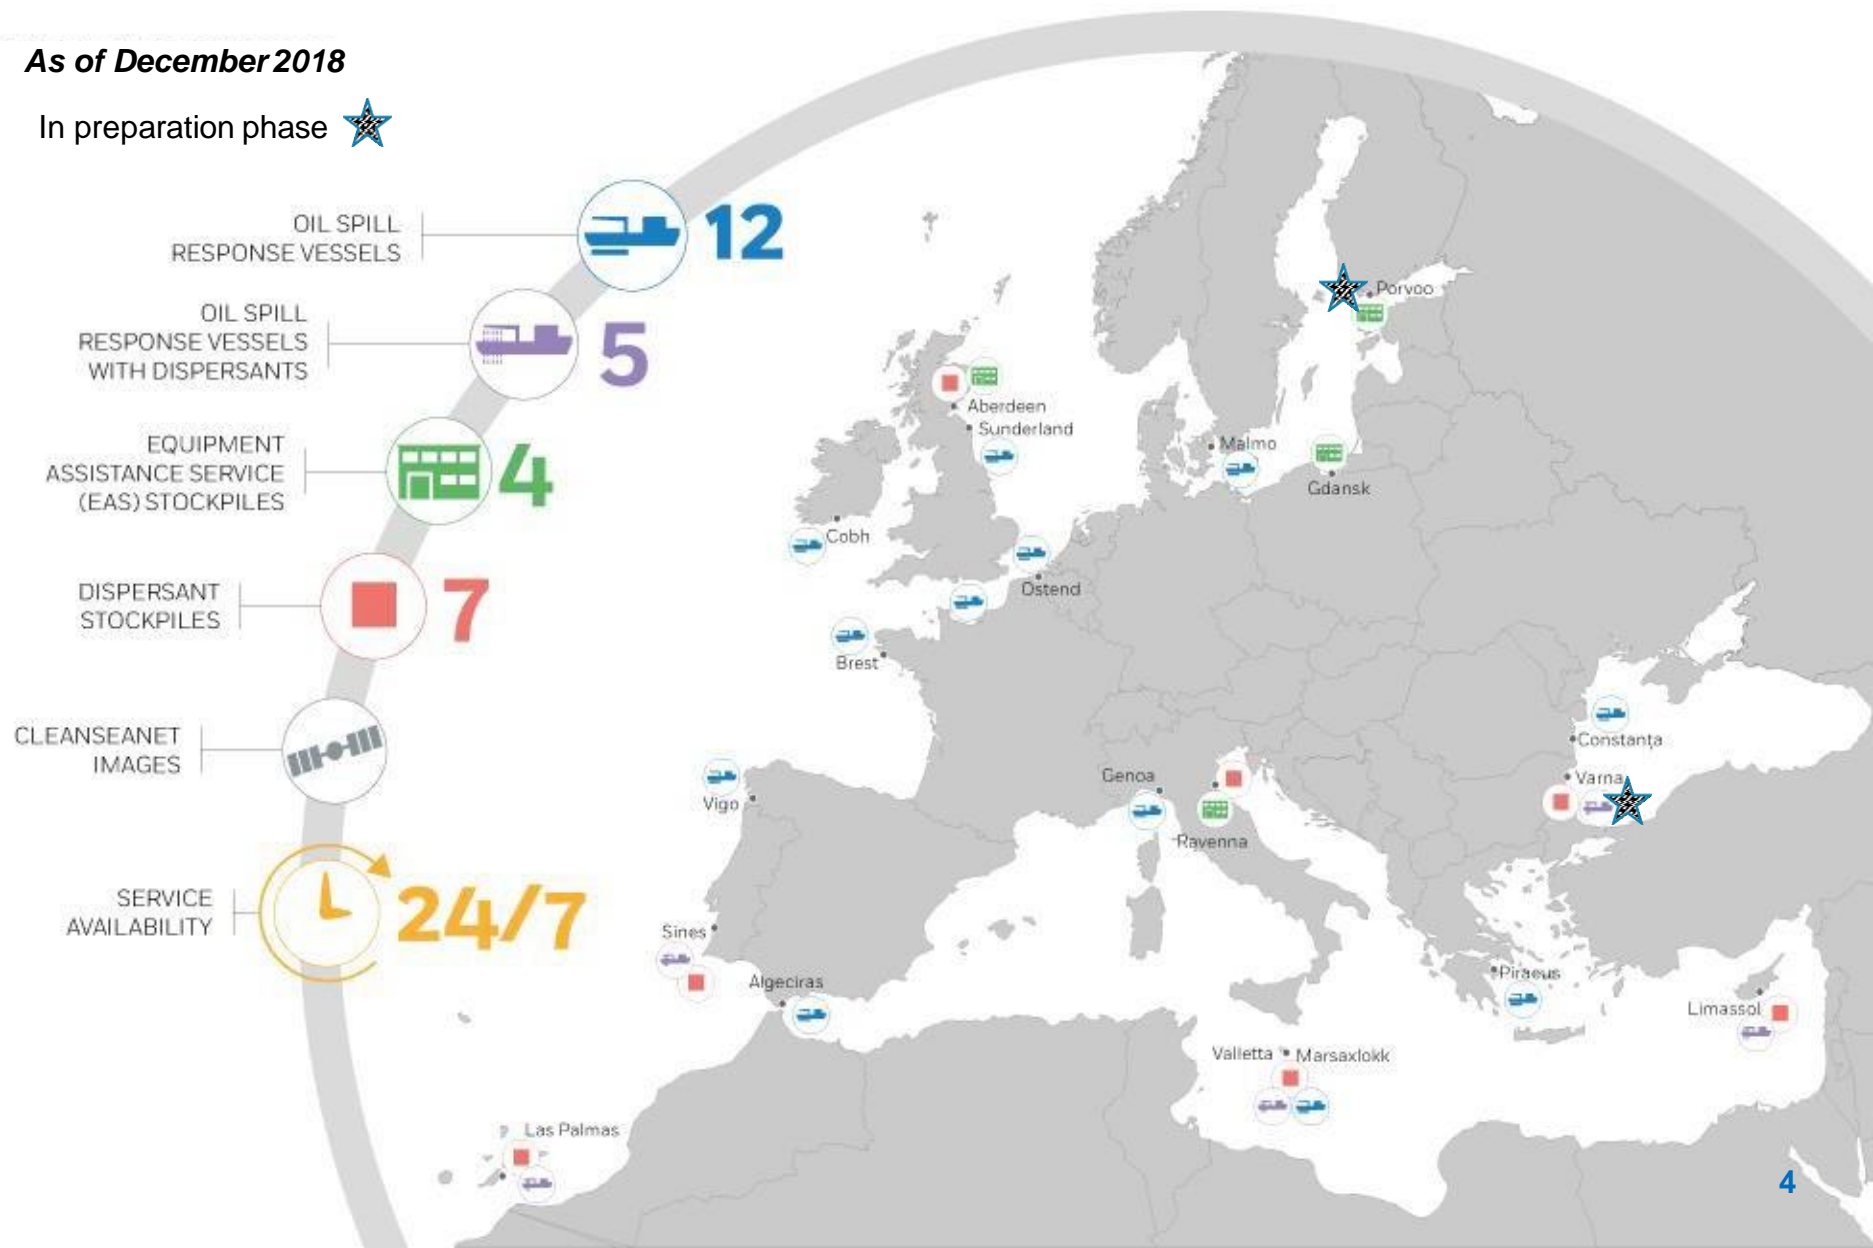 As of December 2018
In preparation phase
OIL SPILL
RESPONSE VESSELS
12
OIL SPILL
RESPONSE VESSELS
WITH DISPERSANTS
5
EQUIPMENT
ASSISTANCE SERVICE
(EAS) STOCKPILES
4
DISPERSANT
STOCKPILES
7
CLEANSEANET
IMAGES
SERVICE
AVAILABILITY
24/7
Porvoo
Aberdeen
Sunderland
Malmo
Gdansk
Cobh
Ostend
Brest
Constanţa
Genoa
Varna
Vigo
Ravenna
Sines
Algeciras
Piraeus
Limassol
Valletta
Marsaxlokk
Las Palmas
4